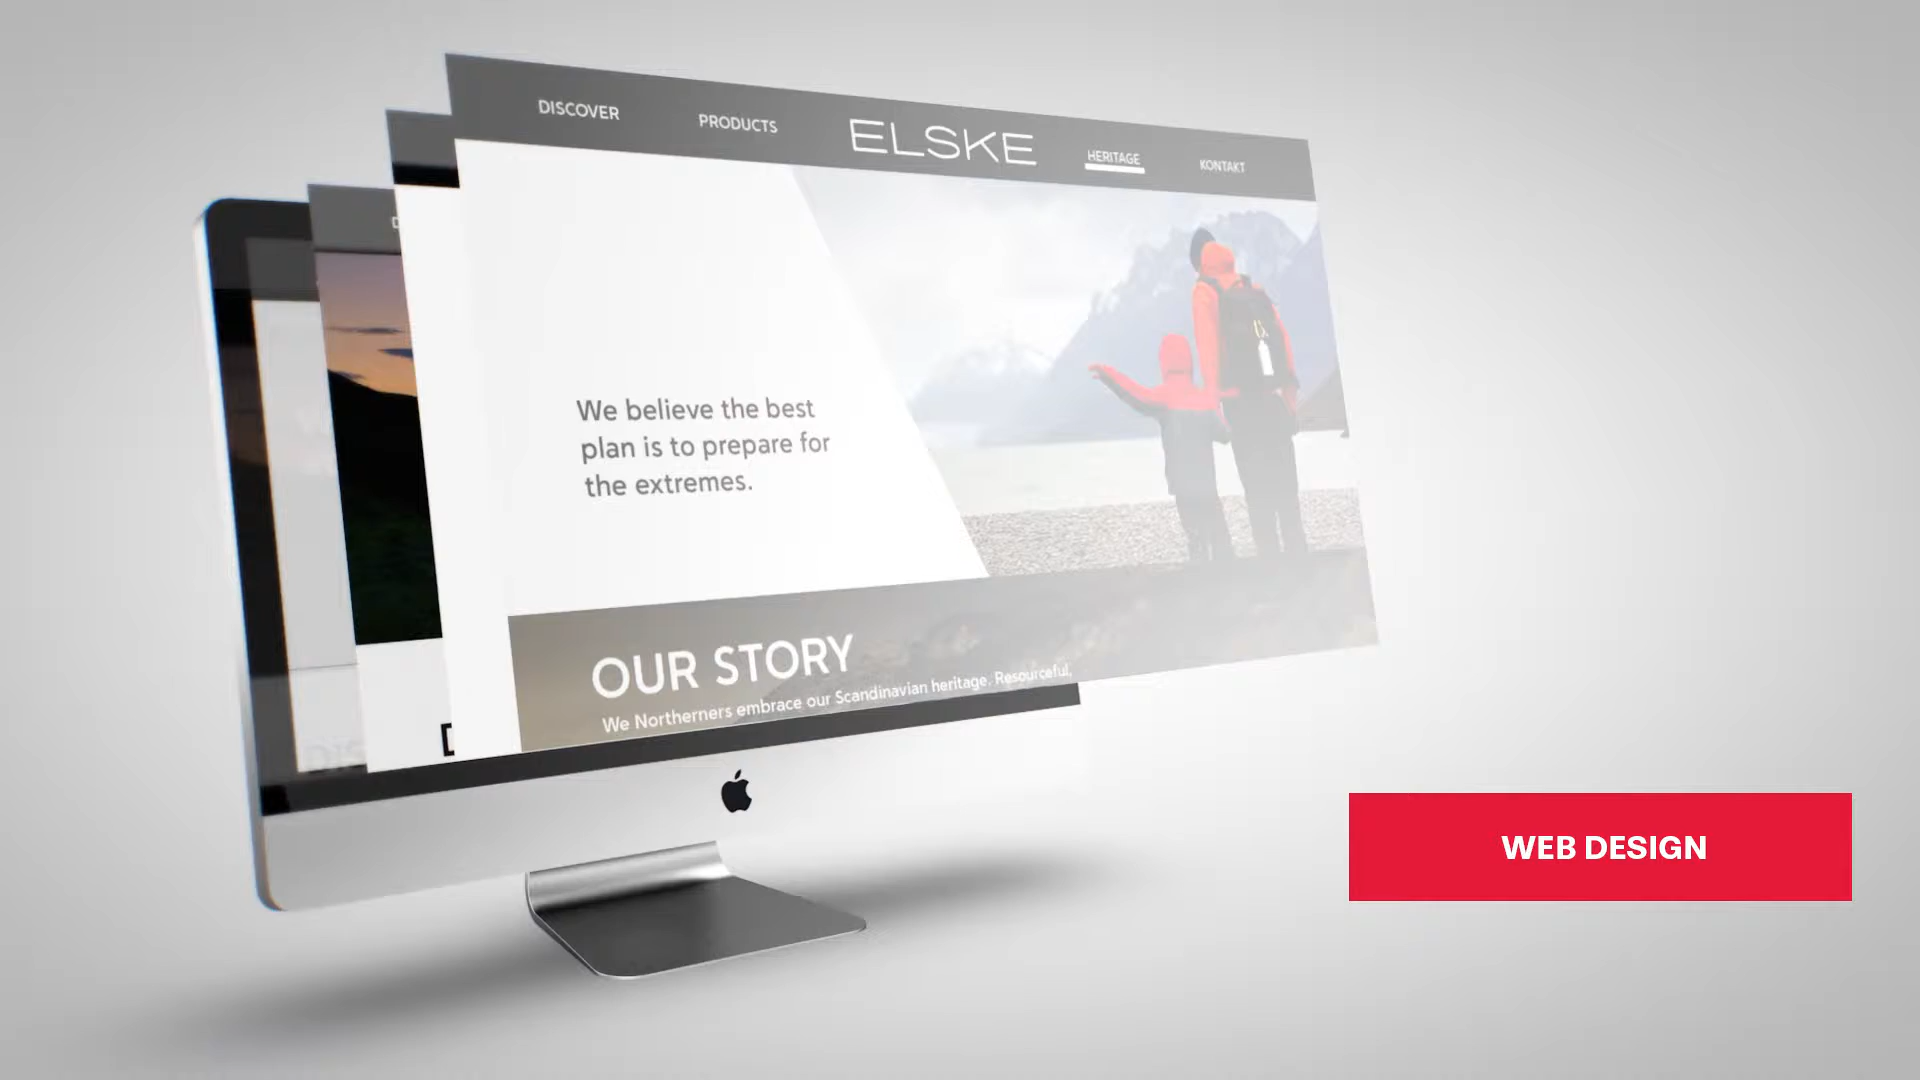 DISCOVER
PRODUCTS
ELSKE
HERITAGE
KONTAKT
We believe the best
plan is to prepare for
the extremes.
OUR STORY
We Northerners embrace our Scandinavian heritage. Resourceful,
WEB DESIGN